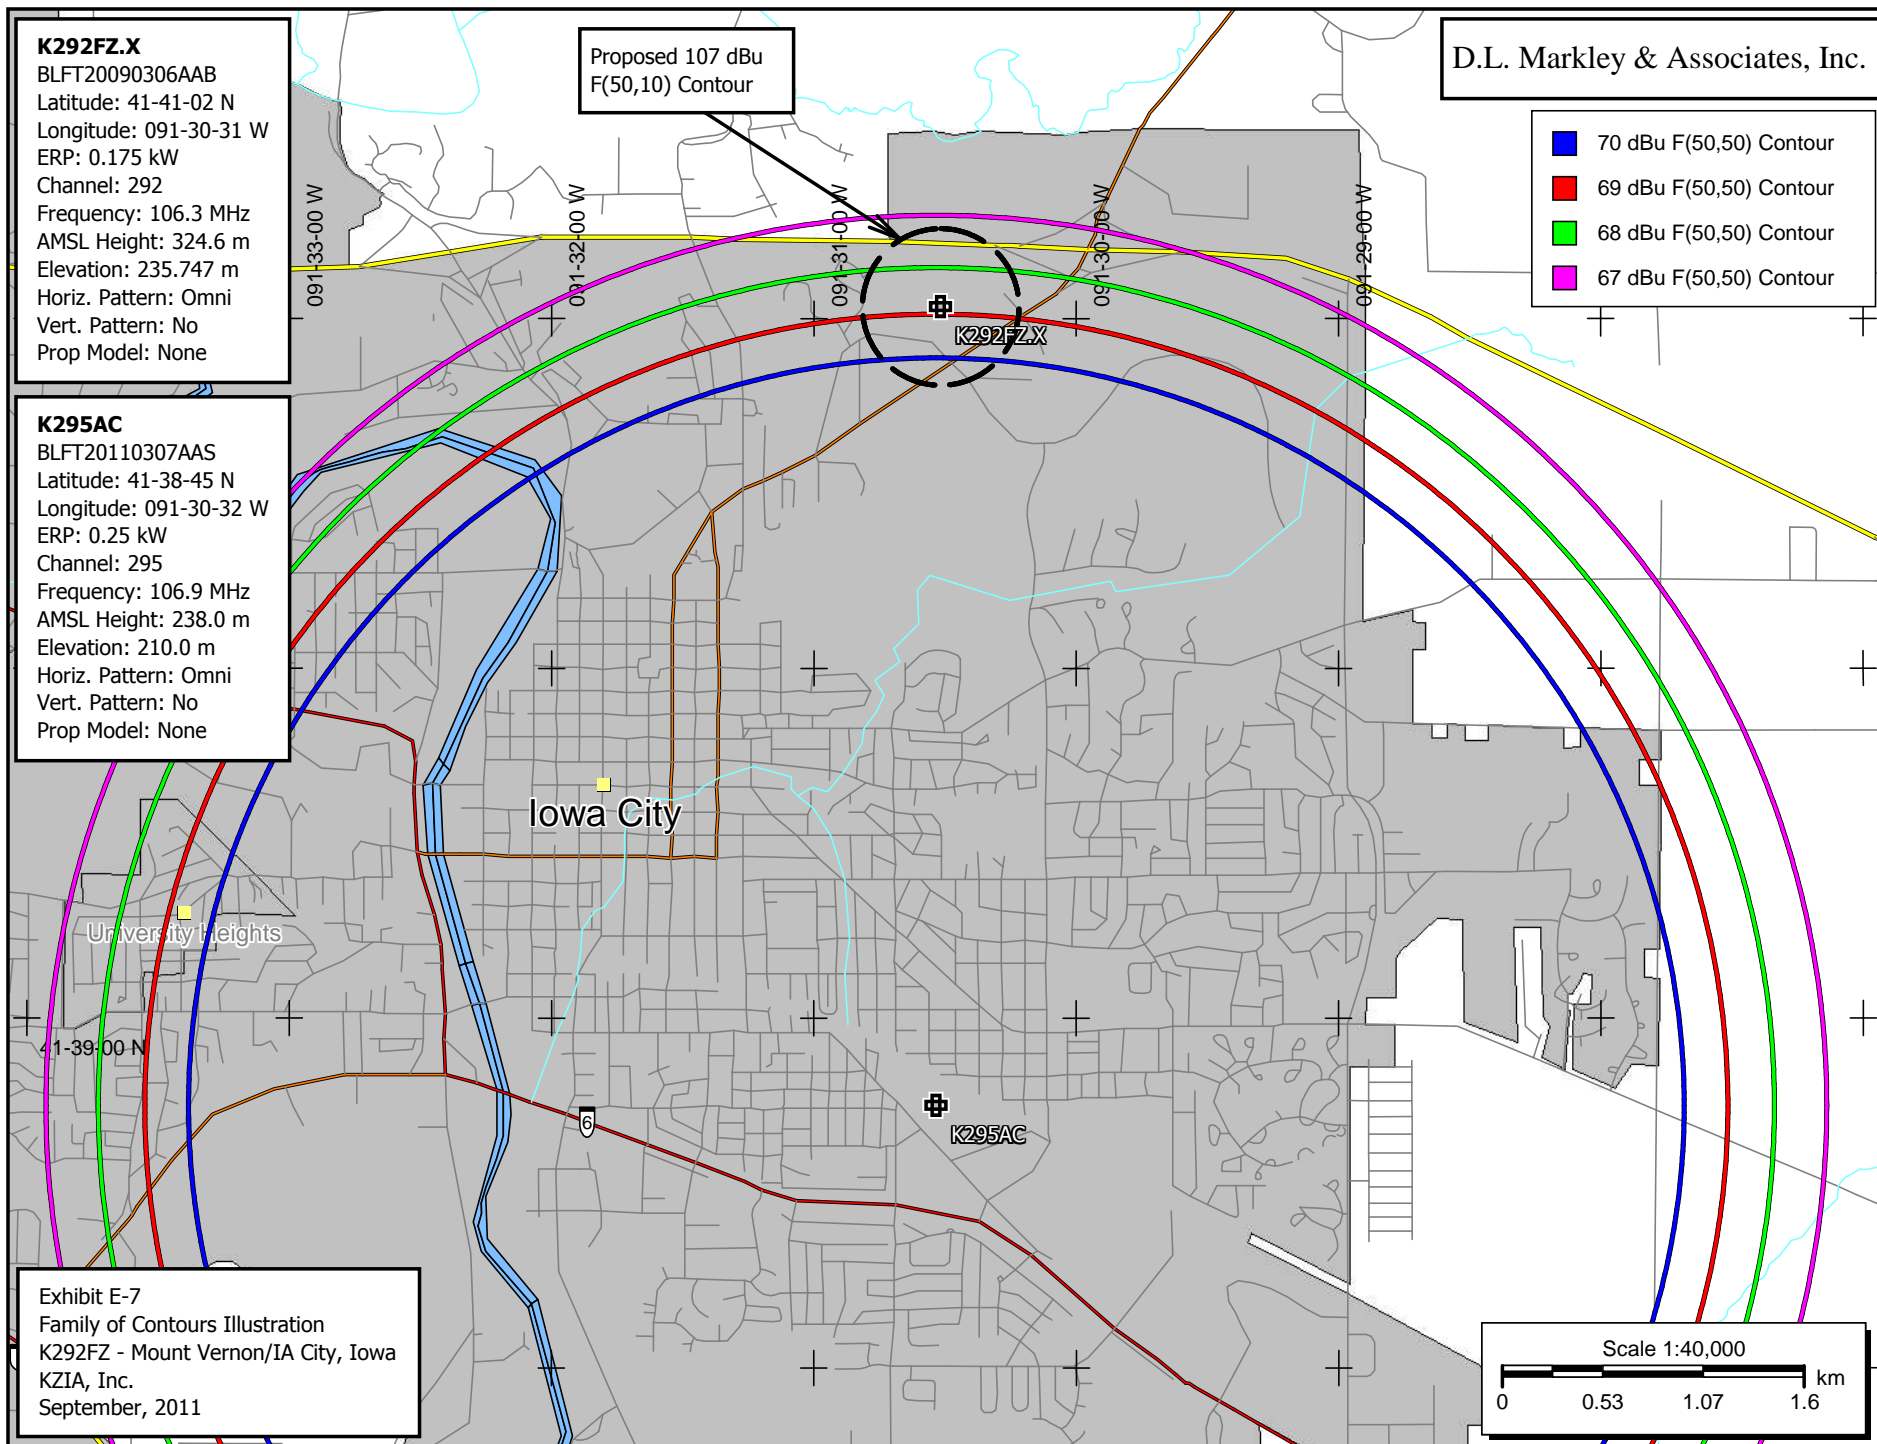 K292FZ.X
BLFT20090306AAB
Latitude: 41-41-02 N
Longitude: 091-30-31 W
ERP: 0.175 kW
Channel: 292
Frequency: 106.3 MHz
AMSL Height: 324.6 m
Elevation: 235.747 m
Horiz. Pattern: Omni
Vert. Pattern: No
Prop Model: None
Proposed 107 dBu
F(50,10) Contour
D.L. Markley & Associates, Inc.
70 dBu F(50,50) Contour
69 dBu F(50,50) Contour
68 dBu F(50,50) Contour
67 dBu F(50,50) Contour
091-33-00 W
091-32-00 W
091-31-00 W
091-30-00 W
091-29-00 W
K292FZ.X
K295AC
BLFT20110307AAS
Latitude: 41-38-45 N
Longitude: 091-30-32 W
ERP: 0.25 kW
Channel: 295
Frequency: 106.9 MHz
AMSL Height: 238.0 m
Elevation: 210.0 m
Horiz. Pattern: Omni
Vert. Pattern: No
Prop Model: None
Iowa City
University Heights
41-39-00 N
6
K295AC
Exhibit E-7
Family of Contours Illustration
K292FZ - Mount Vernon/IA City, Iowa
KZIA, Inc.
September, 2011
Scale 1:40,000
km
0 0.53 1.07 1.6